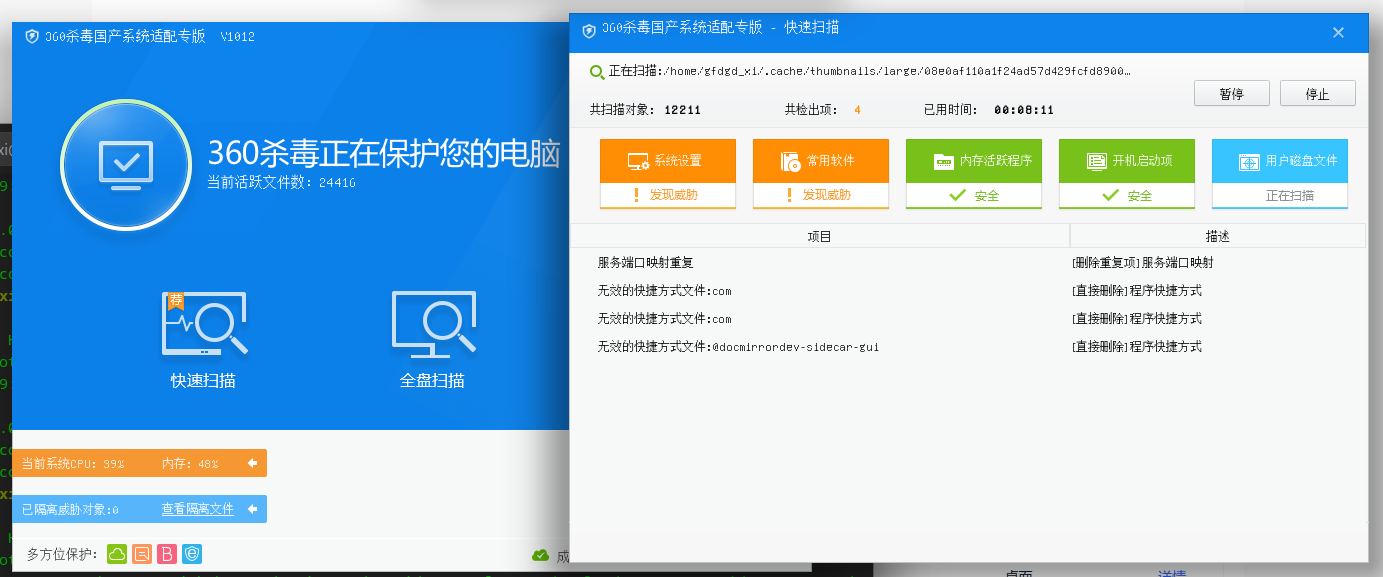 360杀毒国产系统适配专版 V1012
360杀毒正在保护您的电脑
当前活跃文件数: 24416
荐
快速扫描
全盘扫描
当前系统CPU: 39% 内存: 48%
已隔离威胁对象:0 查看隔离文件
多方位保护:
成
360杀毒国产系统适配专版 - 快速扫描
正在扫描:/home/gfdgd_xi/.cache/thumbnails/large/08e0af110a1f24ad57d429fcfd8900…
暂停
停止
共扫描对象: 12211 共检出项: 4 已用时间: 00:08:11
系统设置
发现威胁
常用软件
发现威胁
内存活跃程序
安全
开机启动项
安全
用户磁盘文件
正在扫描
项目 描述
服务端口映射重复 [删除重复项]服务端口映射
无效的快捷方式文件:com [直接删除]程序快捷方式
无效的快捷方式文件:com [直接删除]程序快捷方式
无效的快捷方式文件:@docmirrordev-sidecar-gui [直接删除]程序快捷方式